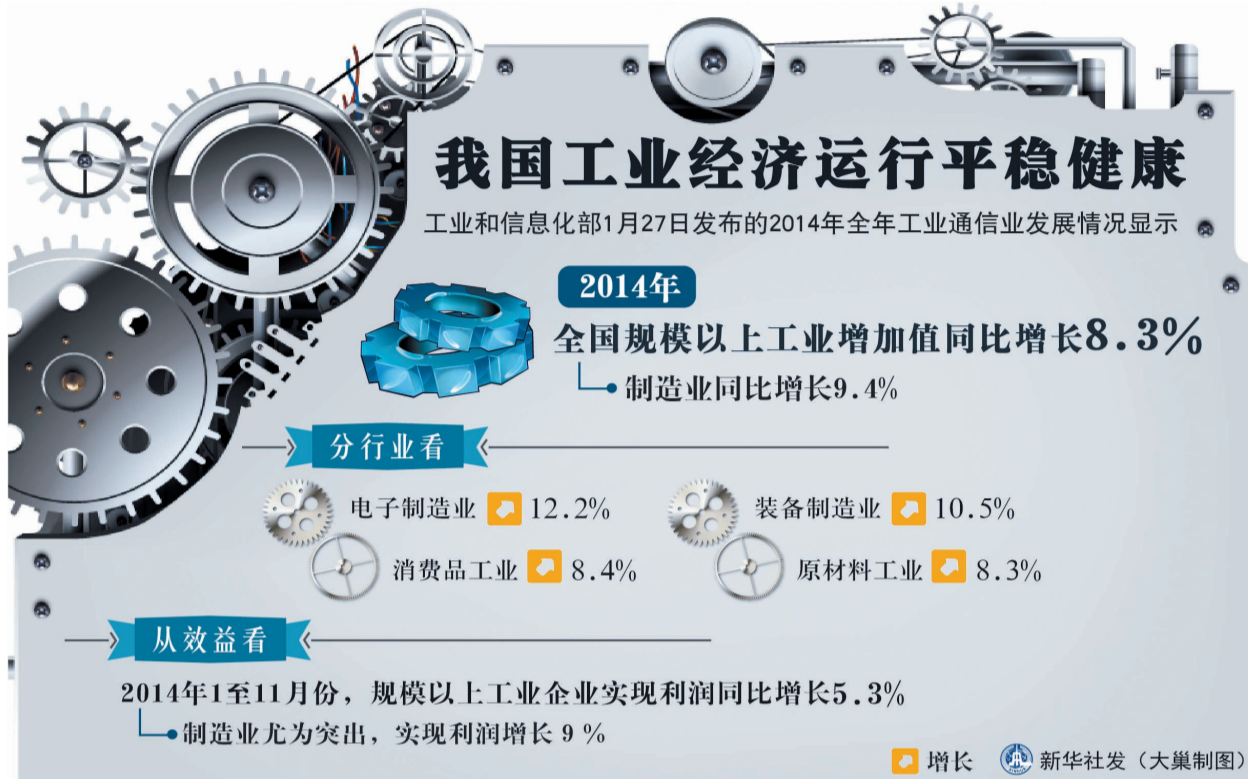 我国工业经济运行平稳健康
工业和信息化部1月27日发布的2014年全年工业通信业发展情况显示
2014年
全国规模以上工业增加值同比增长8.3%
制造业同比增长9.4%
分行业看
电子制造业 12.2% 装备制造业 10.5%
消费品工业 8.4% 原材料工业 8.3%
从效益看
2014年1至11月份，规模以上工业企业实现利润同比增长5.3%
制造业尤为突出，实现利润增长 9 %
增长 新华社发（大巢制图）